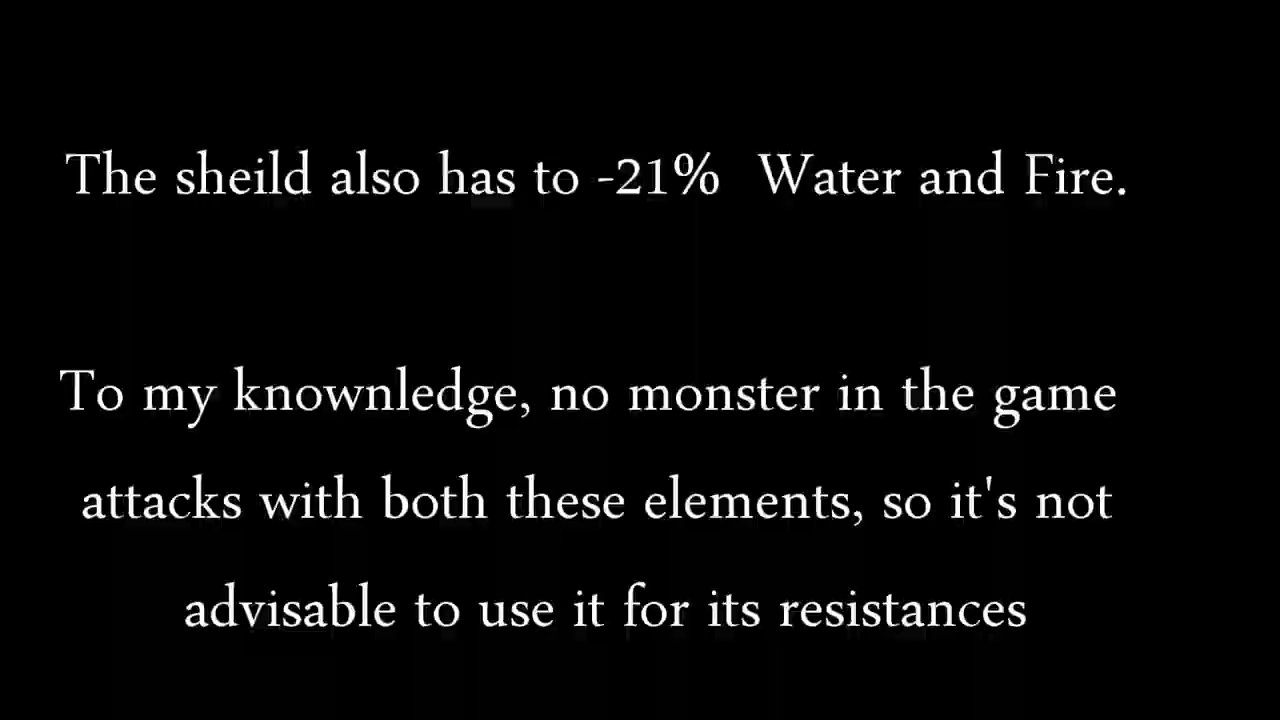 The sheild also has to -21%  Water and Fire.
To my knownledge, no monster in the game
attacks with both these elements, so it's not
advisable to use it for its resistances